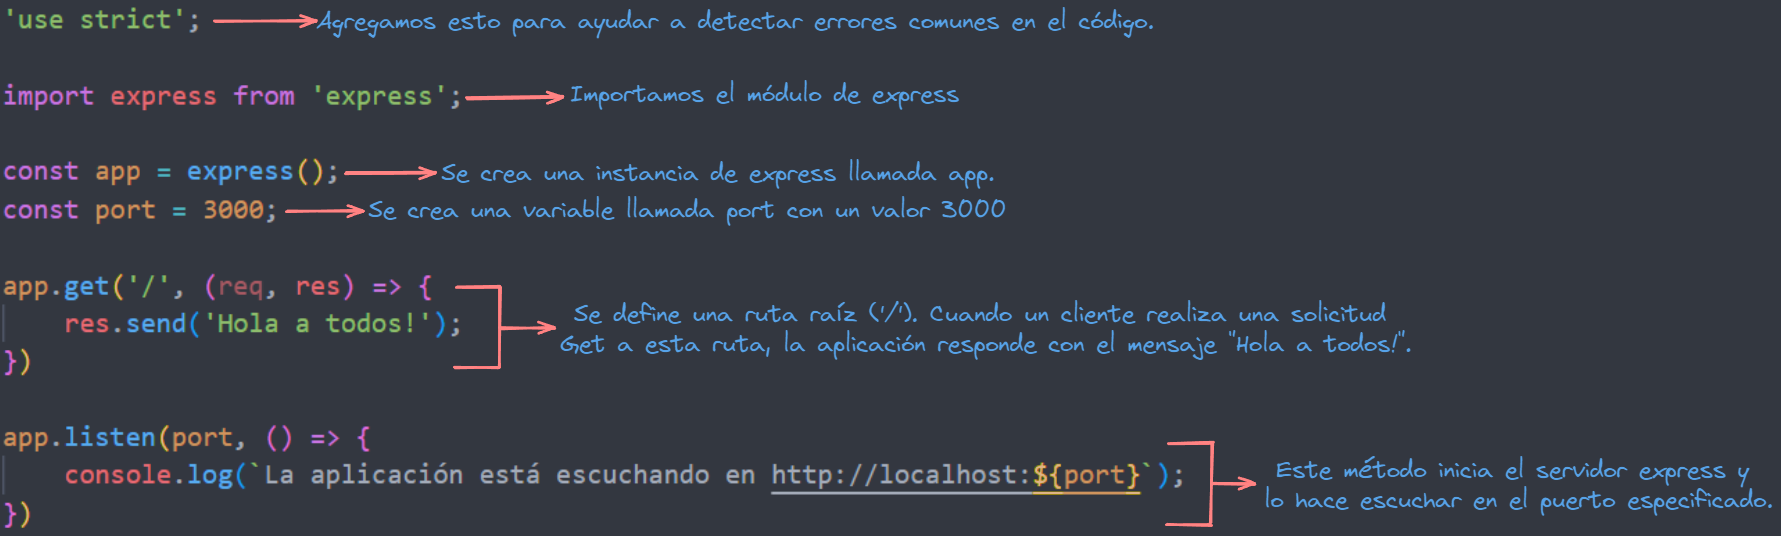 'use strict'; Agregamos esto para ayudar a detectar errores comunes en el código.
import express from 'express'; Importamos el módulo de express
const app = express(); Se crea una instancia de express llamada app.
const port = 3000; Se crea una variable llamada port con un valor 3000
app.get('/', (req, res) => {
res.send('Hola a todos!');
})
Se define una ruta raíz ('/'). Cuando un cliente realiza una solicitud
Get a esta ruta, la aplicación responde con el mensaje "Hola a todos!".
app.listen(port, () => {
console.log(`La aplicación está escuchando en http://localhost:${port}`);
})
Este método inicia el servidor express y
lo hace escuchar en el puerto especificado.